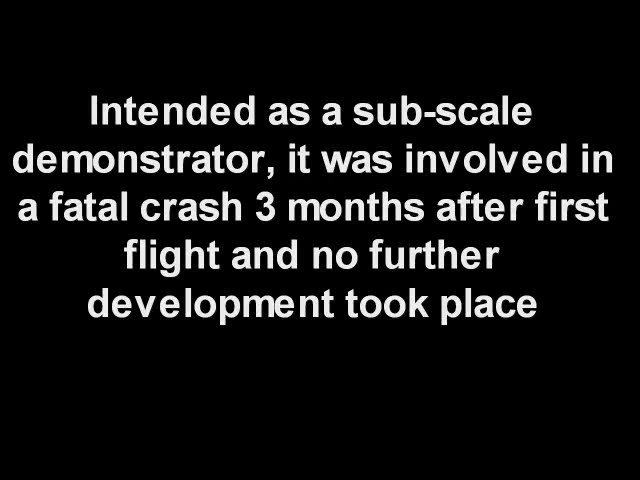 Intended as a sub-scale
demonstrator, it was involved in
a fatal crash 3 months after first
flight and no further
development took place